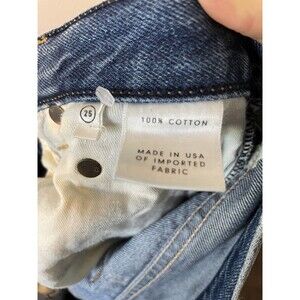 25
100% COTTON
MADE IN USA
OF IMPORTED
FABRIC